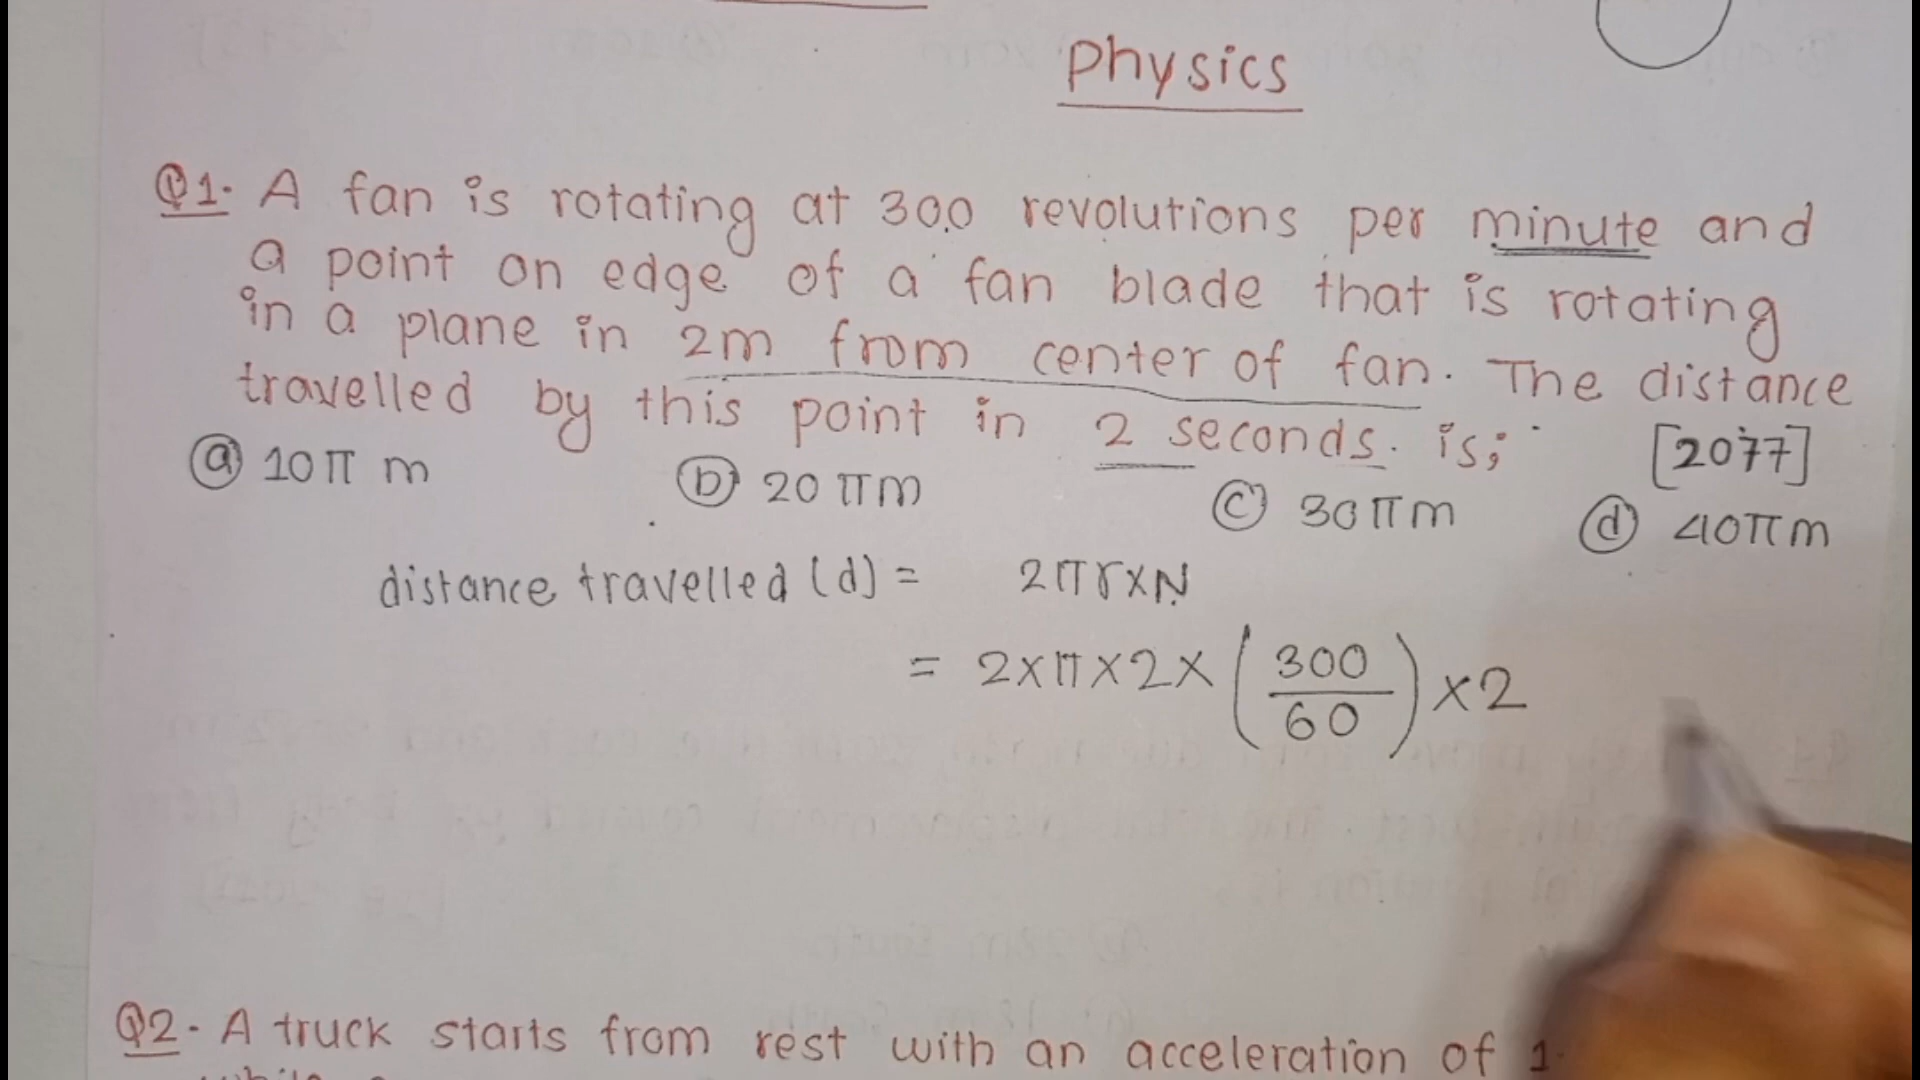 Physics
Q1. A fan is rotating at 300 revolutions per minute and
a point on edge of a fan blade that is rotating
in a plane in 2m from center of fan. The distance
travelled by this point in 2 seconds. is;
[2077]
ⓐ 10π m ⓑ 20πm ⓒ 30πm ⓓ 40πm
distance travelled (d) = 2πr×N
= 2×π×2×(300/60)×2
Q2. A truck starts from rest with an acceleration of 1.